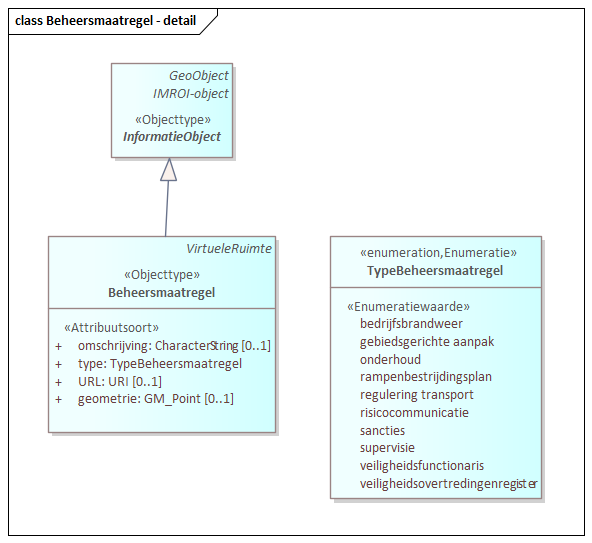 class Beheersmaatregel - detail
GeoObject
IMROI-object
«Objecttype»
InformatieObject
VirtueleRuimte
«Objecttype»
Beheersmaatregel
«Attribuutsoort»
+ omschrijving: CharacterString [0..1]
+ type: TypeBeheersmaatregel
+ URL: URI [0..1]
+ geometrie: GM_Point [0..1]
«enumeration,Enumeratie»
TypeBeheersmaatregel
«Enumeratiewaarde»
bedrijfsbrandweer
gebiedsgerichte aanpak
onderhoud
rampenbestrijdingsplan
regulering transport
risicocommunicatie
sancties
supervisie
veiligheidsfunctionaris
veiligheidsovertredingenregister